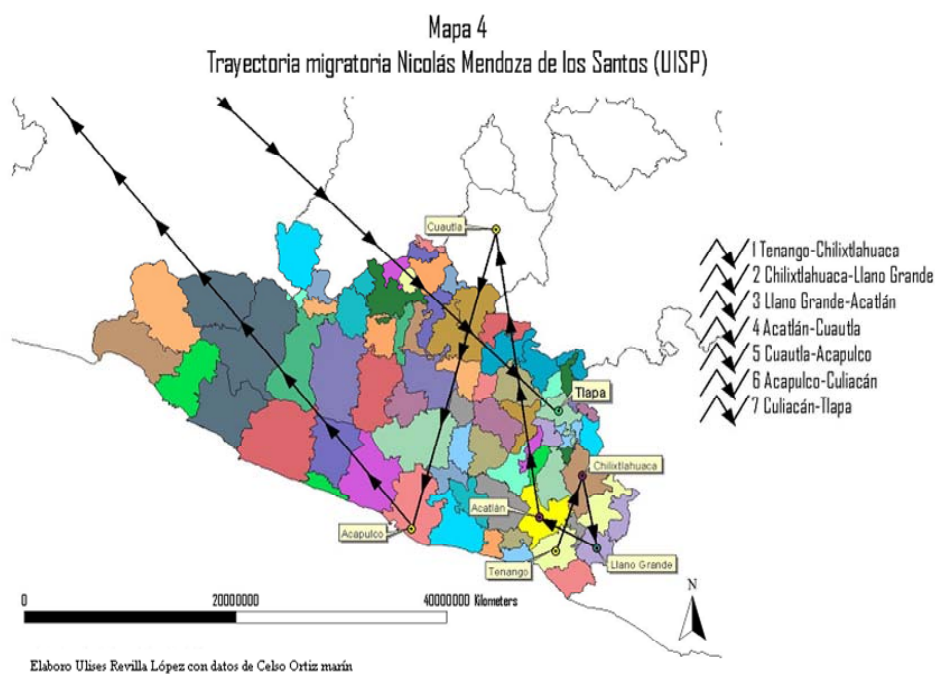 Mapa 4
Trayectoria migratoria Nicolás Mendoza de los Santos (UISP)
Cuautla
1 Tenango-Chilixtlahuaca
2 Chilixtlahuaca-Llano Grande
3 Llano Grande-Acatlán
4 Acatlán-Cuautla
5 Cuautla-Acapulco
6 Acapulco-Culiacán
7 Culiacán-Tlapa
Tlapa
Chilixtlahuaca
Acatlán
Acapulco
Tenango
Llano Grande
0 20000000 40000000 Kilometers
N
Elaboro Ulises Revilla López con datos de Celso Ortiz marín